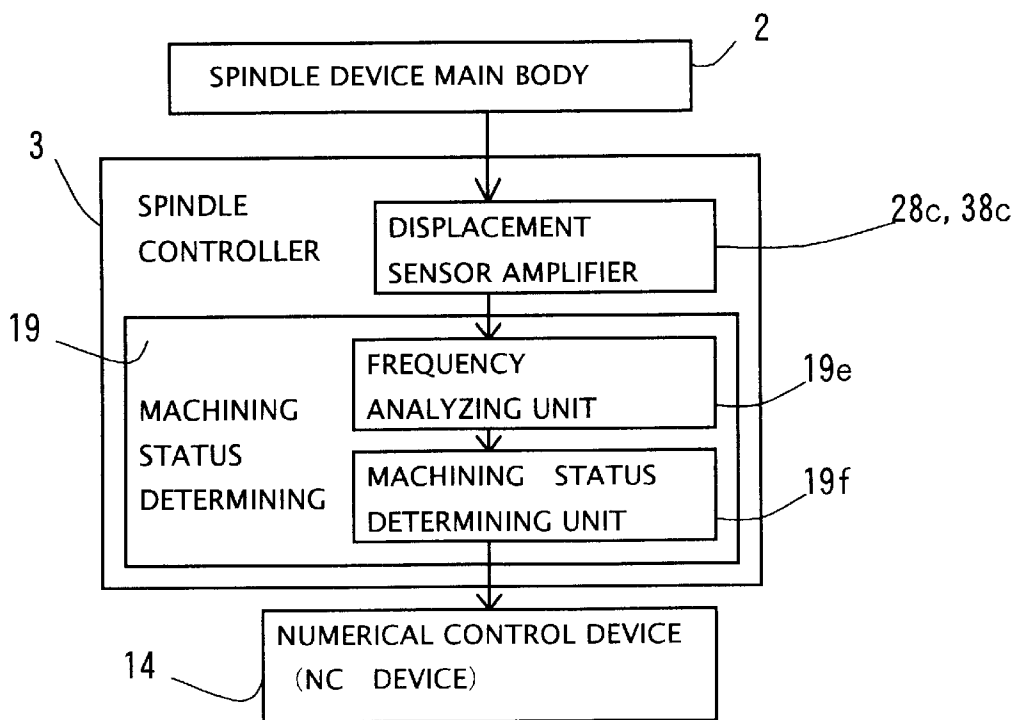 2
SPINDLE DEVICE MAIN BODY
3
SPINDLE
CONTROLLER
DISPLACEMENT
SENSOR AMPLIFIER
28c, 38c
19
MACHINING
STATUS
DETERMINING
FREQUENCY
ANALYZING UNIT
19e
MACHINING STATUS
DETERMINING UNIT
19f
NUMERICAL CONTROL DEVICE
(NC DEVICE)
14